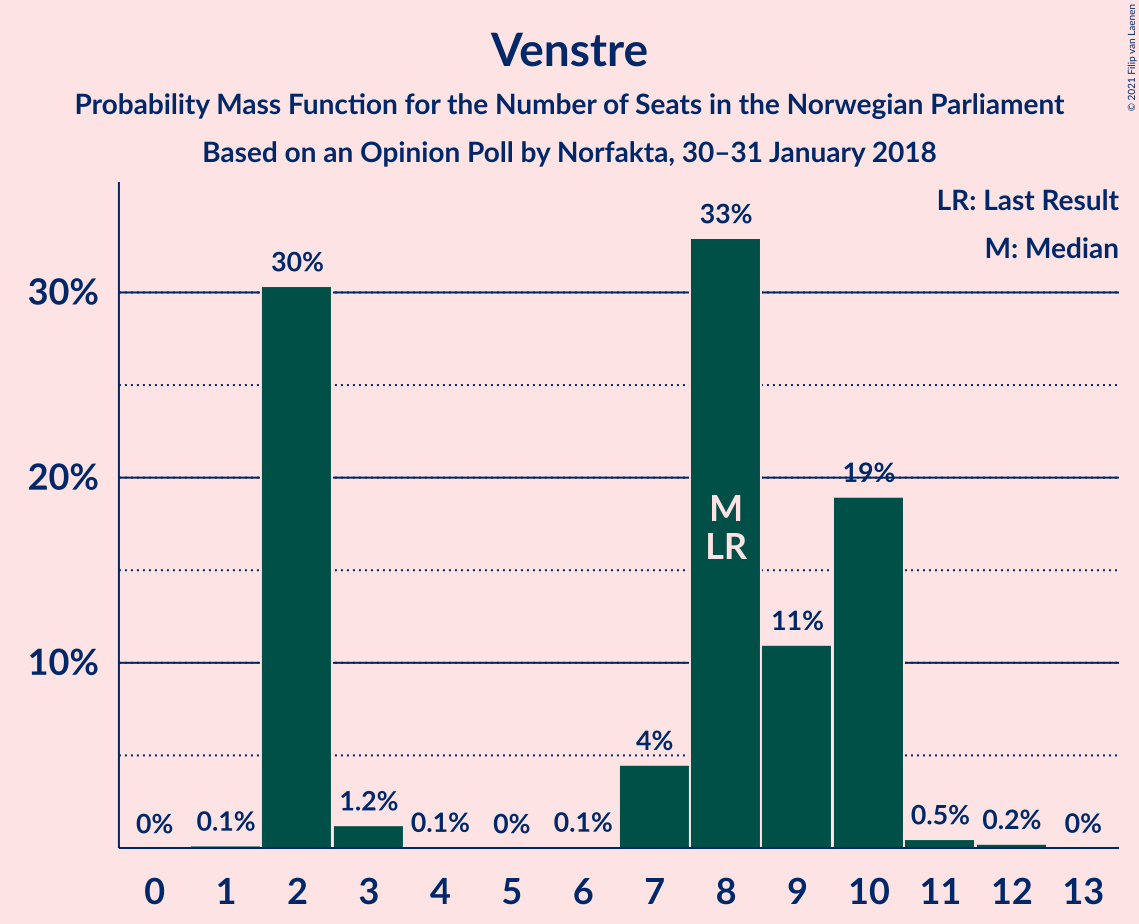 Venstre
Probability Mass Function for the Number of Seats in the Norwegian Parliament
Based on an Opinion Poll by Norfakta, 30–31 January 2018
© 2021 Filip van Laenen
LR: Last Result
M: Median
30%
20%
10%
0%
0.1%
30%
1.2%
0.1%
0%
0.1%
4%
33%
11%
19%
0.5%
0.2%
0%
M
LR
0 1 2 3 4 5 6 7 8 9 10 11 12 13